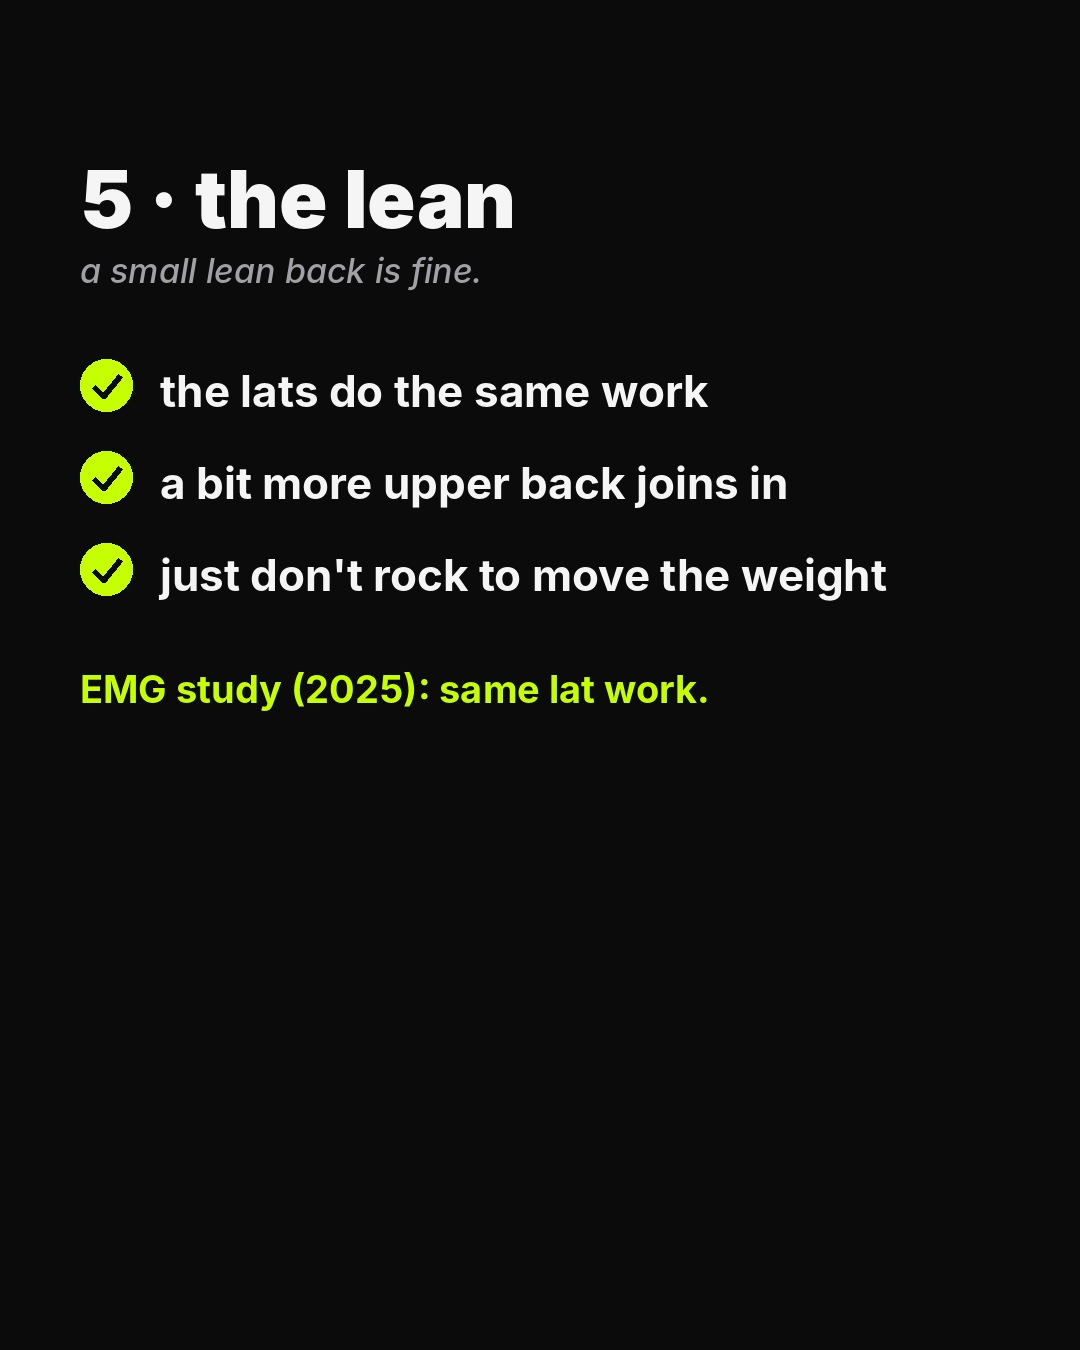 5 · the lean
a small lean back is fine.
the lats do the same work
a bit more upper back joins in
just don't rock to move the weight
EMG study (2025): same lat work.